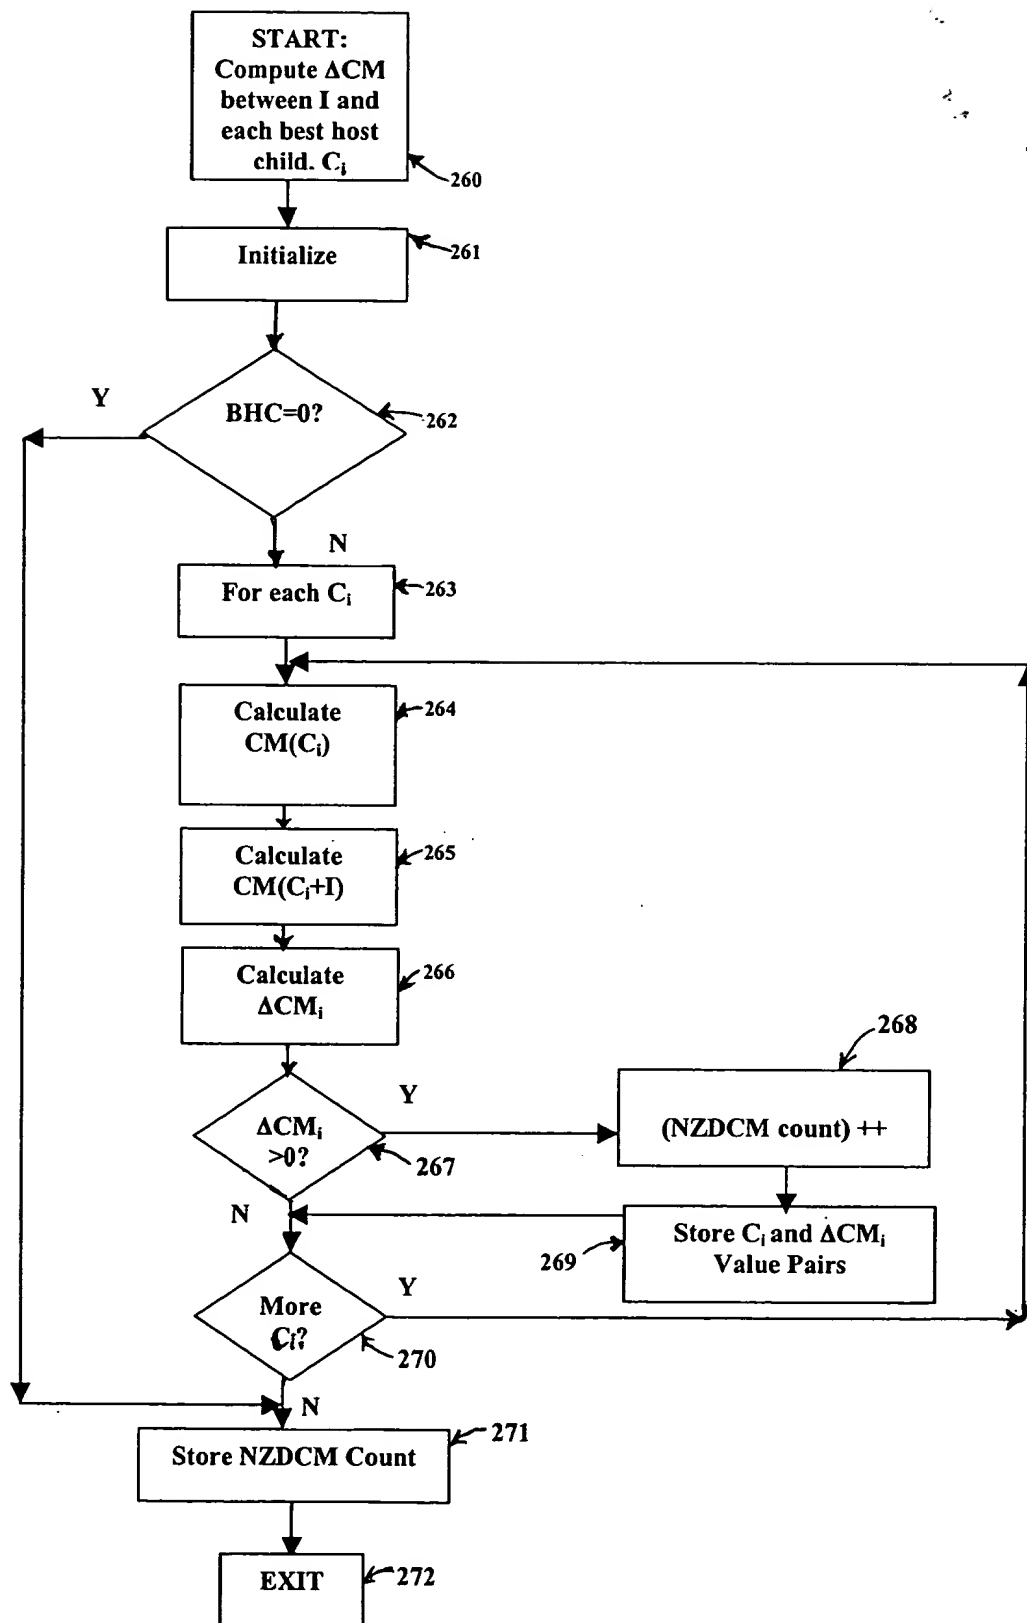 START:
Compute ΔCM
between I and
each best host
child. Cᵢ
260
Initialize
261
Y
BHC=0?
262
N
For each Cᵢ
263
Calculate
CM(Cᵢ)
264
Calculate
CM(Cᵢ+I)
265
Calculate
ΔCMᵢ
266
268
Y
(NZDCM count) ++
ΔCMᵢ
>0?
267
N
Store Cᵢ and ΔCMᵢ
Value Pairs
269
Y
More
Cᵢ?
270
N
271
Store NZDCM Count
EXIT
272